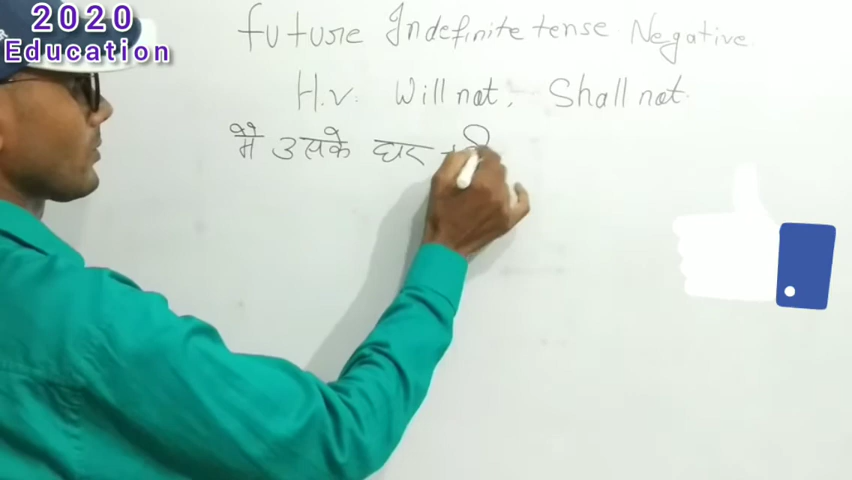 2020
Education
Future Indefinite tense Negative
H.V. Will not, Shall not.
मैं उसके घर